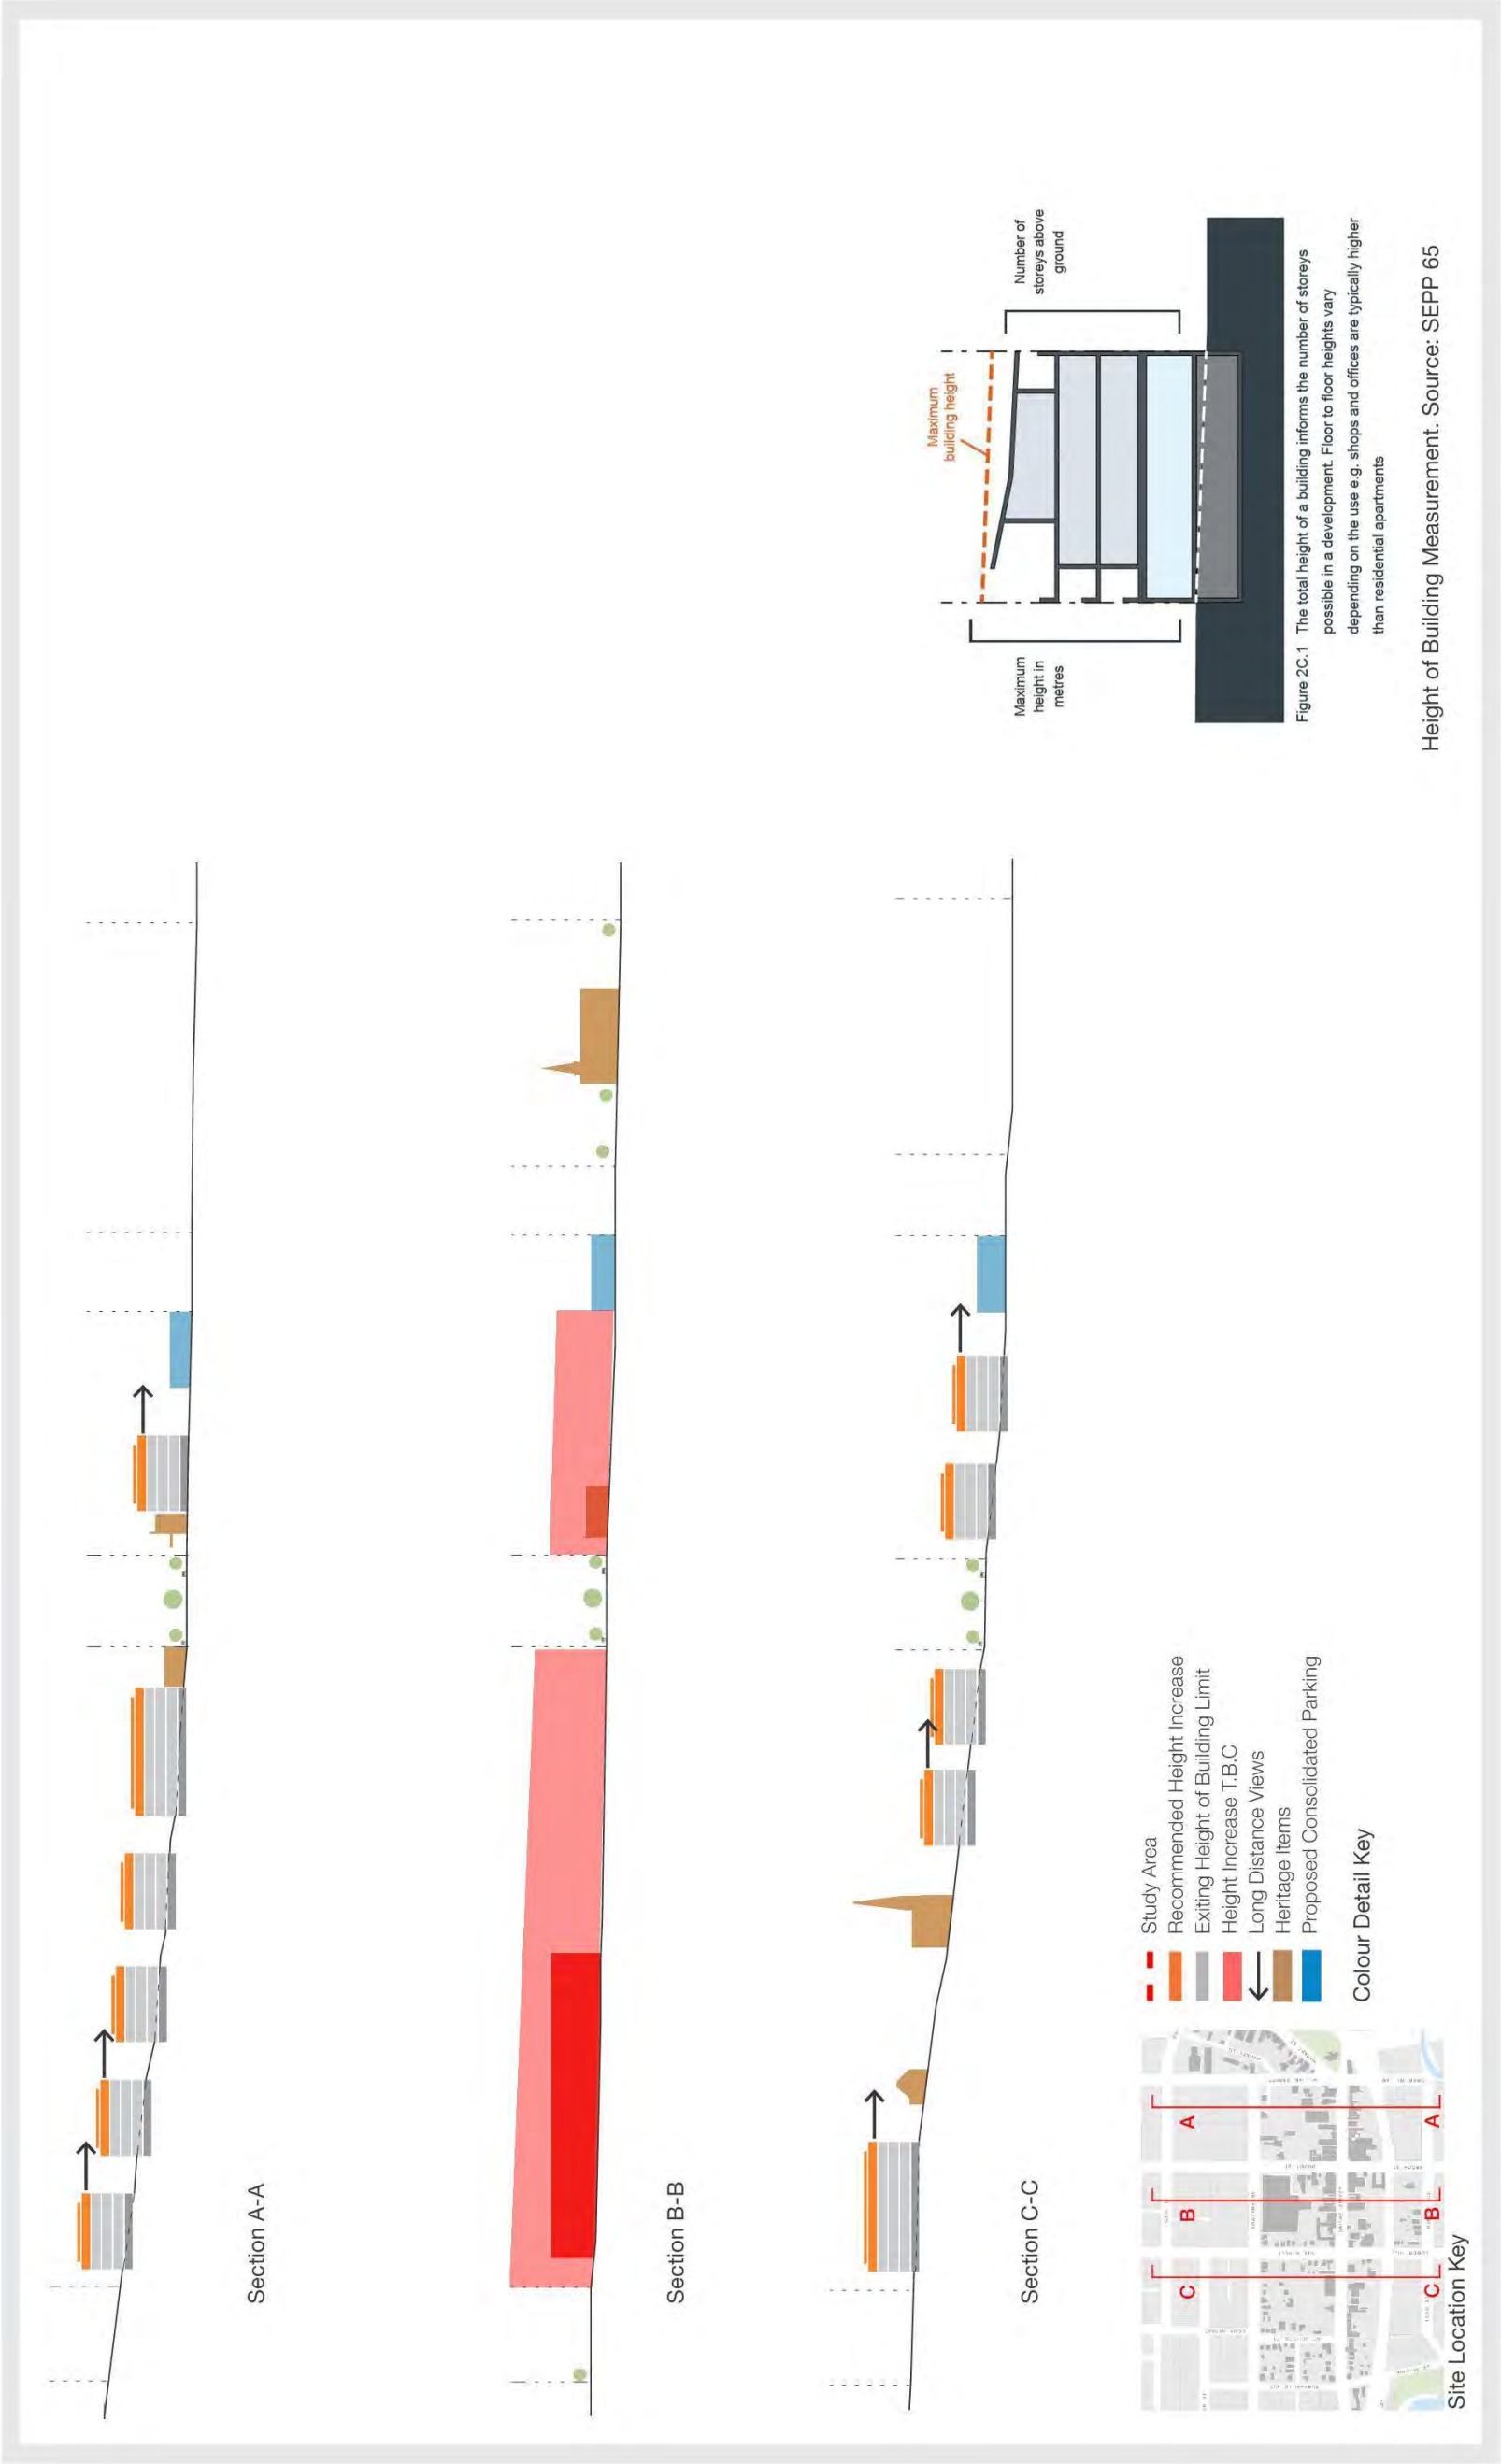 Section A-A
Section B-B
Section C-C
A
A
B
B
C
C
Site Location Key
Study Area
Recommended Height Increase
Exiting Height of Building Limit
Height Increase T.B.C
Long Distance Views
Heritage Items
Proposed Consolidated Parking
Colour Detail Key
Maximum
height in
metres
Maximum
building height
Number of
storeys above
ground
Figure 2C.1 The total height of a building informs the number of storeys
possible in a development. Floor to floor heights vary
depending on the use e.g. shops and offices are typically higher
than residential apartments
Height of Building Measurement. Source: SEPP 65